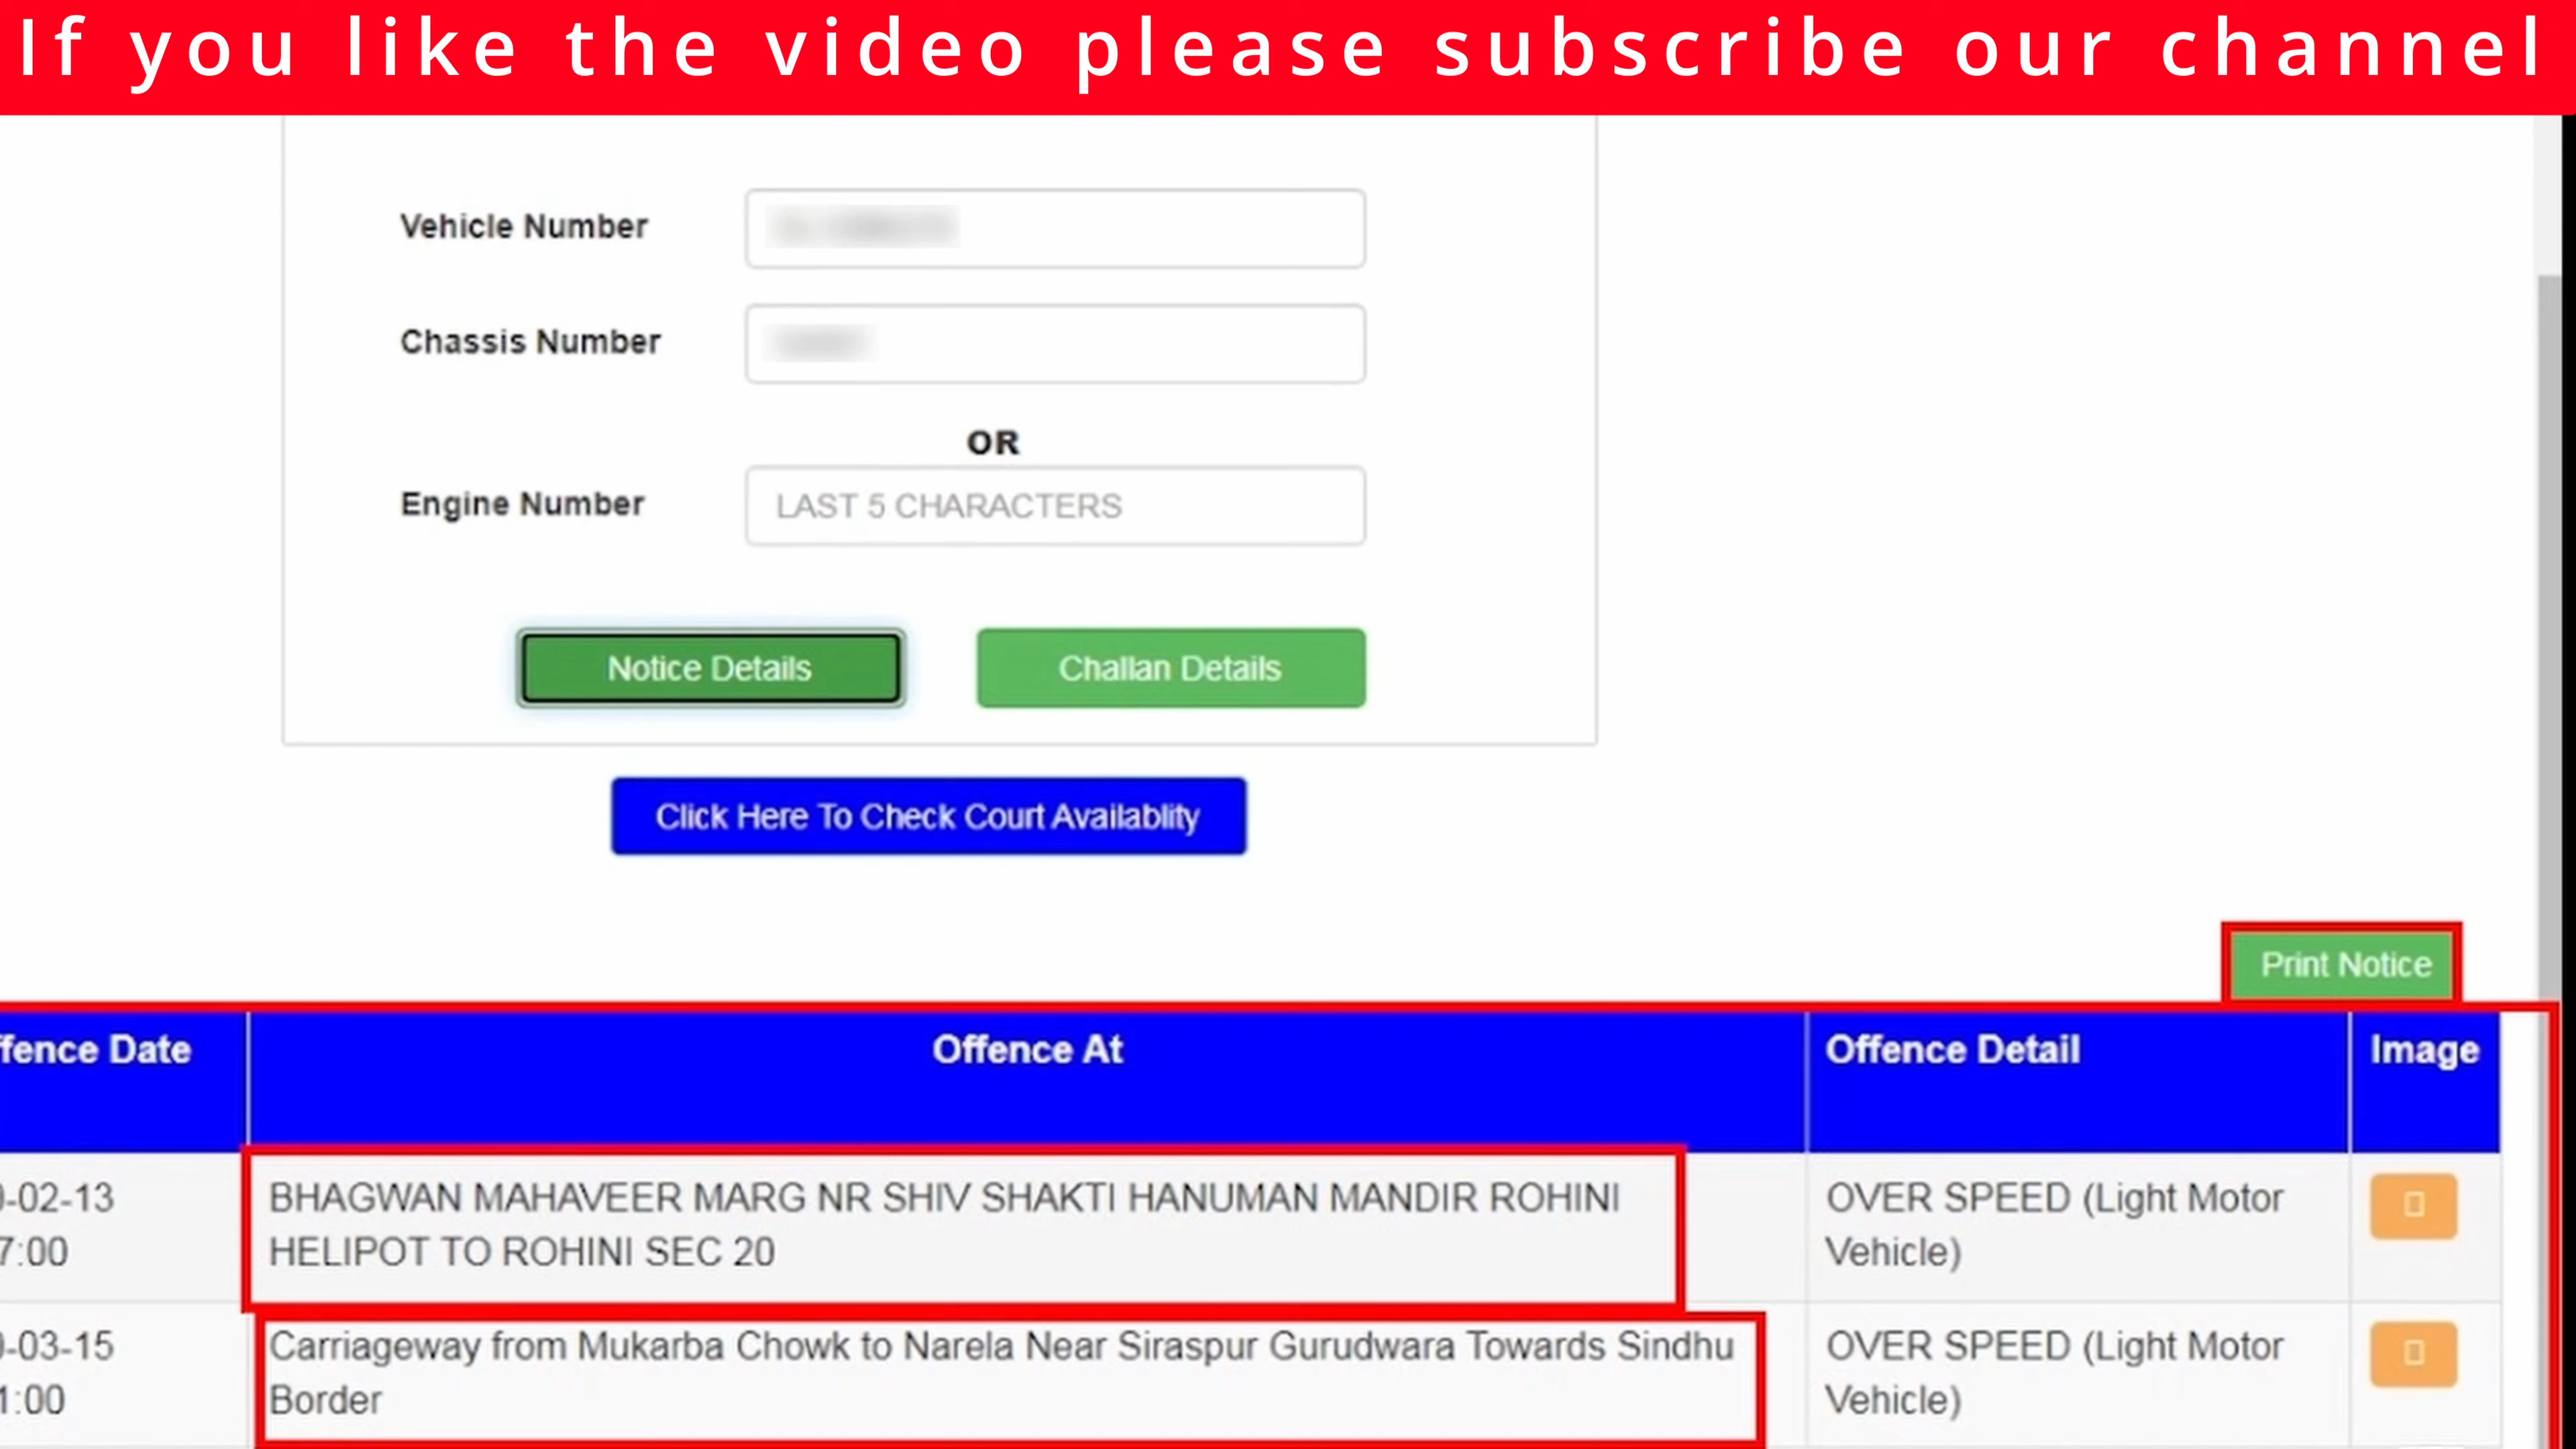 If you like the video please subscribe our channel
Vehicle Number
Chassis Number
OR
Engine Number LAST 5 CHARACTERS
Notice Details Challan Details
Click Here To Check Court Availablity
Print Notice
ffence Date Offence At Offence Detail Image
-02-13 BHAGWAN MAHAVEER MARG NR SHIV SHAKTI HANUMAN MANDIR ROHINI OVER SPEED (Light Motor
7:00 HELIPOT TO ROHINI SEC 20 Vehicle)
-03-15 Carriageway from Mukarba Chowk to Narela Near Siraspur Gurudwara Towards Sindhu OVER SPEED (Light Motor
1:00 Border Vehicle)